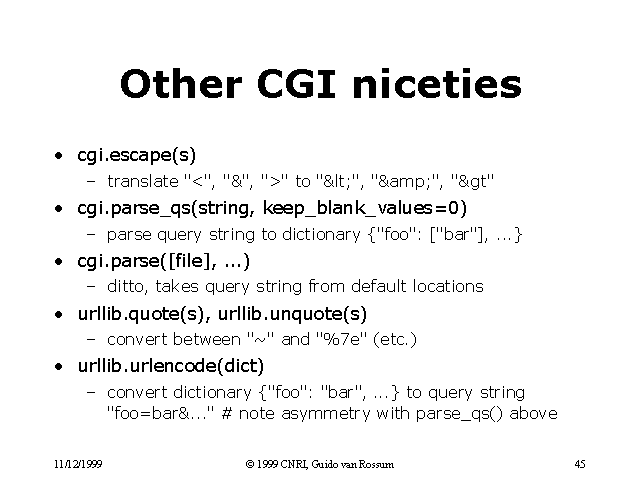 Other CGI niceties
• cgi.escape(s)
– translate "<", "&", ">" to "&lt;", "&amp;", "&gt"
• cgi.parse_qs(string, keep_blank_values=0)
– parse query string to dictionary {"foo": ["bar"], ...}
• cgi.parse([file], ...)
– ditto, takes query string from default locations
• urllib.quote(s), urllib.unquote(s)
– convert between "~" and "%7e" (etc.)
• urllib.urlencode(dict)
– convert dictionary {"foo": "bar", ...} to query string
"foo=bar&..." # note asymmetry with parse_qs() above
11/12/1999 © 1999 CNRI, Guido van Rossum 45